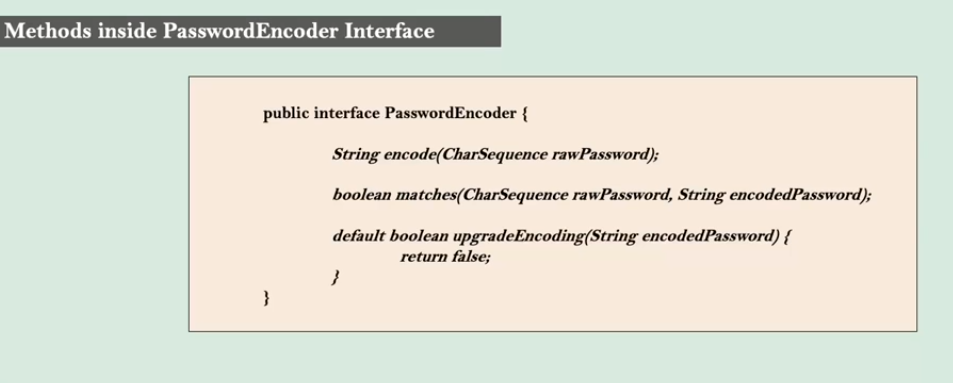 Methods inside PasswordEncoder Interface
public interface PasswordEncoder {
String encode(CharSequence rawPassword);
boolean matches(CharSequence rawPassword, String encodedPassword);
default boolean upgradeEncoding(String encodedPassword) {
return false;
}
}